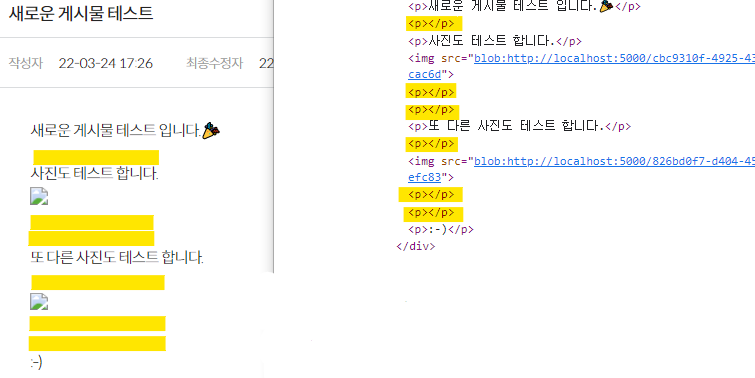 새로운 게시물 테스트
작성자 22-03-24 17:26 최종수정자 22
새로운 게시물 테스트 입니다.🎉
사진도 테스트 합니다.
또 다른 사진도 테스트 합니다.
:-)
<p>새로운 게시물 테스트 입니다.🎉</p>
<p></p>
<p>사진도 테스트 합니다.</p>
<img src="blob:http://localhost:5000/cbc9310f-4925-43
cac6d">
<p></p>
<p></p>
<p>또 다른 사진도 테스트 합니다.</p>
<p></p>
<img src="blob:http://localhost:5000/826bd0f7-d404-45
efc83">
<p></p>
<p></p>
<p>:-)</p>
</div>